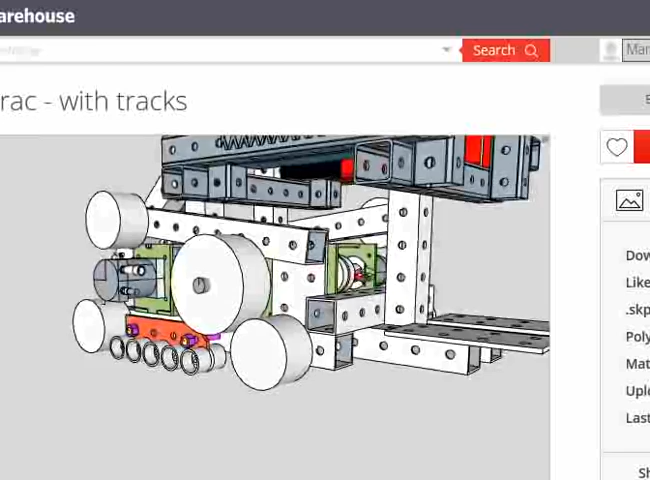 arehouse
Search
Mar
rac - with tracks
Dow
Like
.skp
Poly
Mat
Uplo
Last
Sh